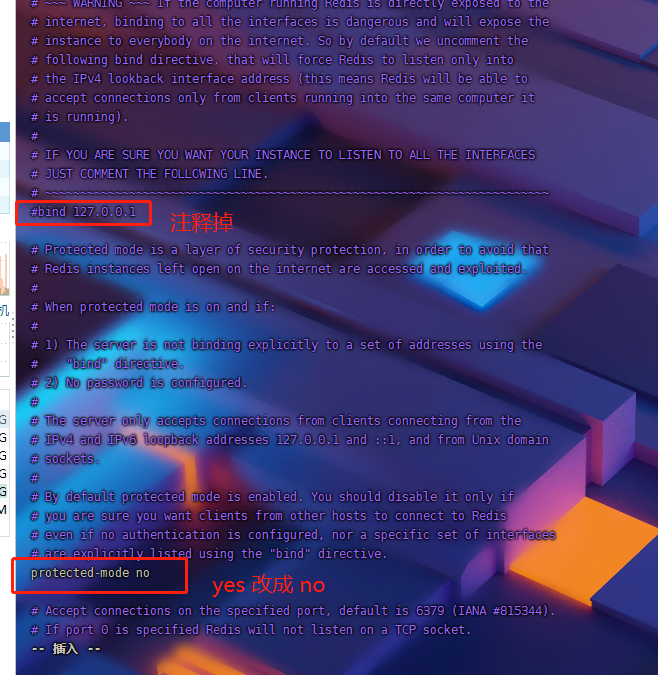 # ~~~ WARNING ~~~ If the computer running Redis is directly exposed to the
# internet, binding to all the interfaces is dangerous and will expose the
# instance to everybody on the internet. So by default we uncomment the
# following bind directive, that will force Redis to listen only into
# the IPv4 lookback interface address (this means Redis will be able to
# accept connections only from clients running into the same computer it
# is running).
#
# IF YOU ARE SURE YOU WANT YOUR INSTANCE TO LISTEN TO ALL THE INTERFACES
# JUST COMMENT THE FOLLOWING LINE.
# ~~~~~~~~~~~~~~~~~~~~~~~~~~~~~~~~~~~~~~~~~~~~~~~~~~~~~~~~~~~~~~~~~~~~~~~~
#bind 127.0.0.1 注释掉
# Protected mode is a layer of security protection, in order to avoid that
# Redis instances left open on the internet are accessed and exploited.
#
# When protected mode is on and if:
#
# 1) The server is not binding explicitly to a set of addresses using the
#    "bind" directive.
# 2) No password is configured.
#
# The server only accepts connections from clients connecting from the
# IPv4 and IPv6 loopback addresses 127.0.0.1 and ::1, and from Unix domain
# sockets.
#
# By default protected mode is enabled. You should disable it only if
# you are sure you want clients from other hosts to connect to Redis
# even if no authentication is configured, nor a specific set of interfaces
# are explicitly listed using the "bind" directive.
protected-mode no
yes 改成 no
# Accept connections on the specified port, default is 6379 (IANA #815344).
# If port 0 is specified Redis will not listen on a TCP socket.
-- 插入 --
机
G
G
G
G
G
M